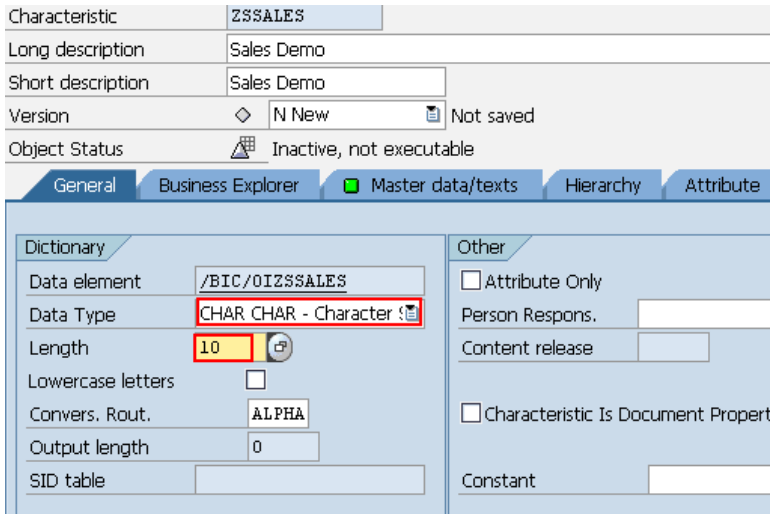 Characteristic ZSSALES
Long description Sales Demo
Short description Sales Demo
Version N New Not saved
Object Status Inactive, not executable
General Business Explorer Master data/texts Hierarchy Attribute
Dictionary Other
Data element /BIC/OIZSSALES Attribute Only
Data Type CHAR CHAR - Character S Person Respons.
Length 10 Content release
Lowercase letters
Convers. Rout. ALPHA Characteristic Is Document Propert
Output length 0
SID table Constant